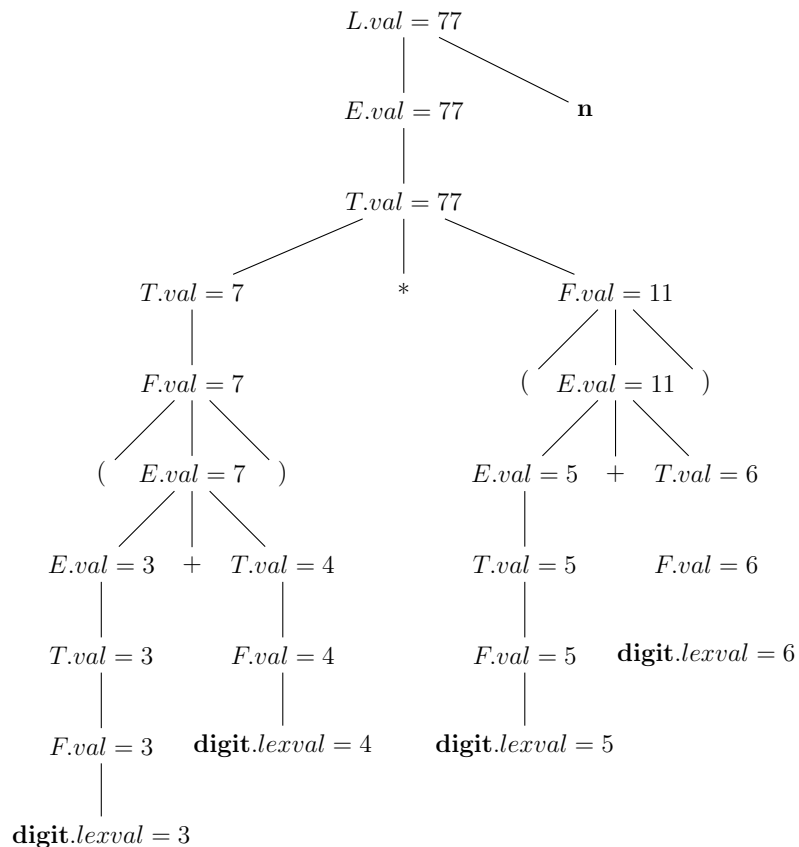 L.val = 77
E.val = 77 n
T.val = 77
T.val = 7 * F.val = 11
F.val = 7 ( E.val = 11 )
( E.val = 7 ) E.val = 5 + T.val = 6
E.val = 3 + T.val = 4 T.val = 5 F.val = 6
T.val = 3 F.val = 4 F.val = 5 digit.lexval = 6
F.val = 3 digit.lexval = 4 digit.lexval = 5
digit.lexval = 3